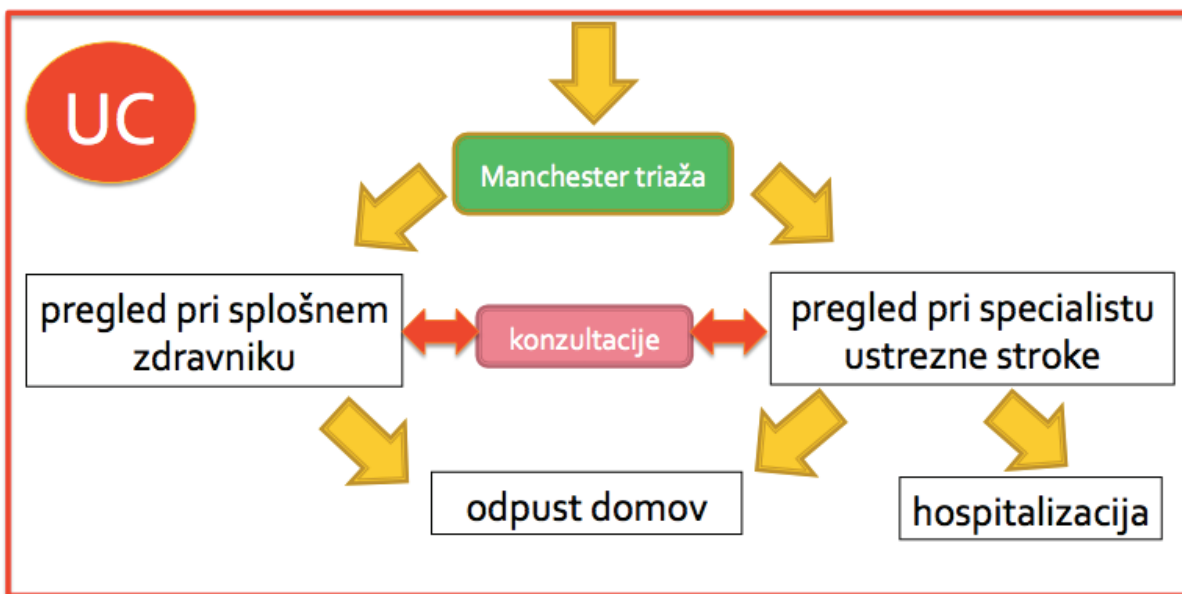 UC
Manchester triaža
pregled pri splošnem
zdravniku
konzultacije
pregled pri specialistu
ustrezne stroke
odpust domov
hospitalizacija